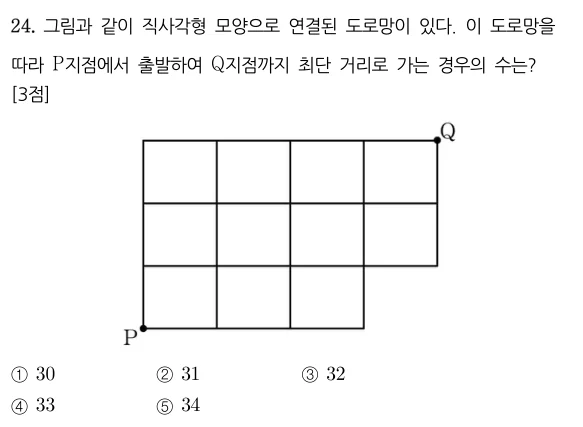 24. 그림과 같이 직사각형 모양으로 연결된 도로망이 있다. 이 도로망을
따라 P지점에서 출발하여 Q지점까지 최단 거리로 가는 경우의 수는?
[3점]
Q
P
① 30 ② 31 ③ 32
④ 33 ⑤ 34